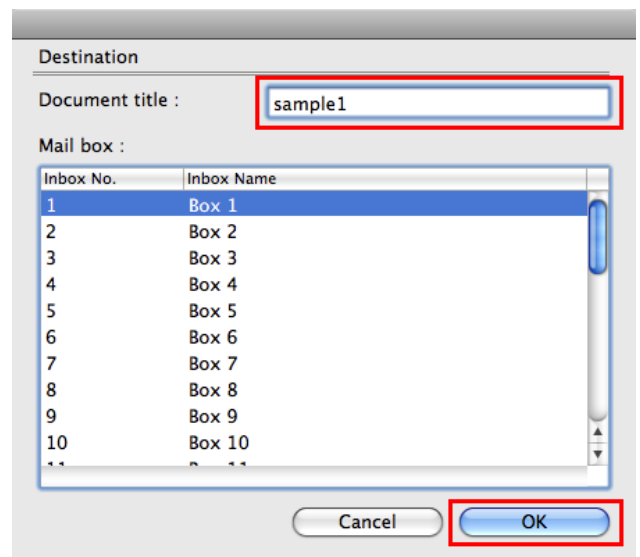 Destination
Document title : sample1
Mail box :
Inbox No. Inbox Name
1 Box 1
2 Box 2
3 Box 3
4 Box 4
5 Box 5
6 Box 6
7 Box 7
8 Box 8
9 Box 9
10 Box 10
Cancel OK